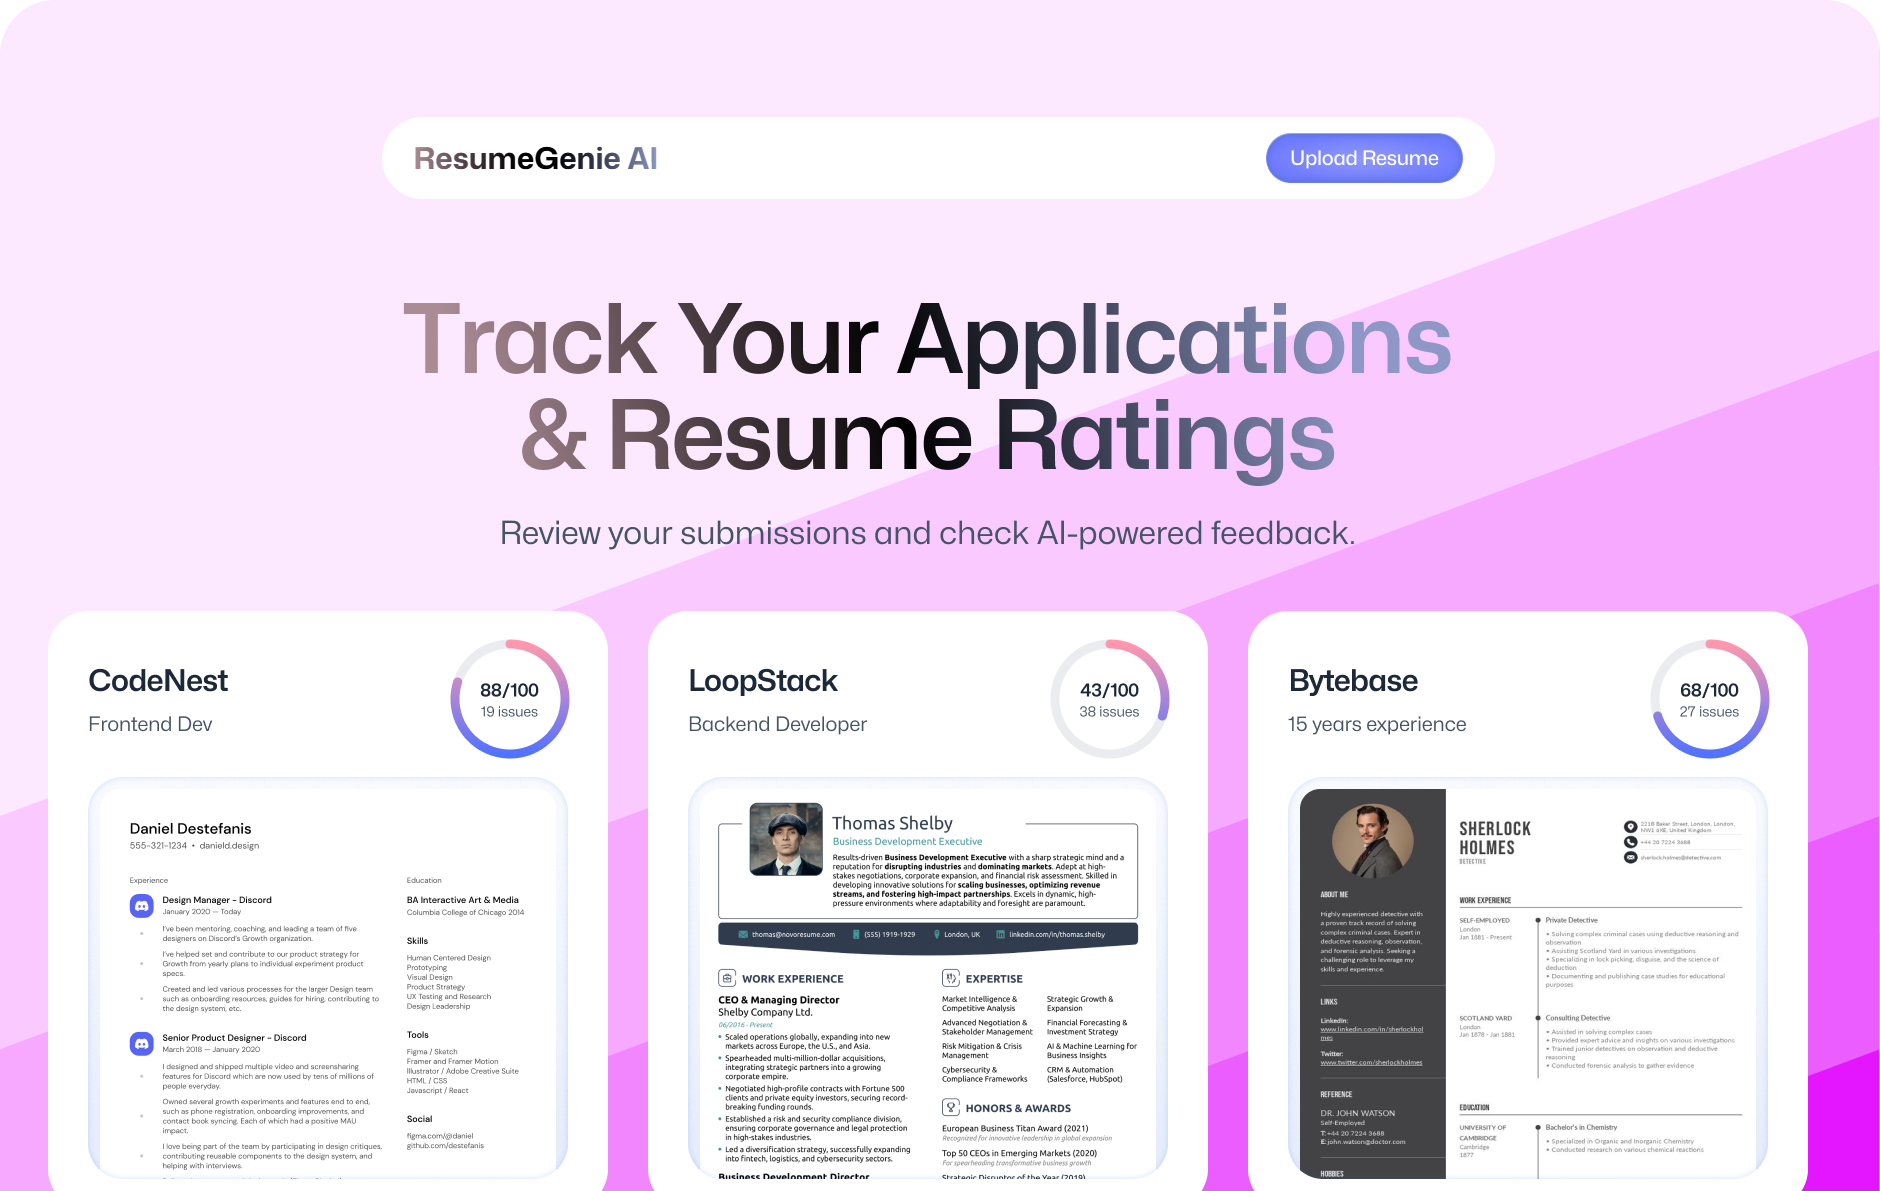 ResumeGenie AI
Upload Resume
Track Your Applications
& Resume Ratings
Review your submissions and check AI-powered feedback.
CodeNest
Frontend Dev
88/100
19 issues
Daniel Destefanis
555-321-1234 • danield.design
Experience
Design Manager - Discord
January 2020 — Today
I've been mentoring, coaching, and leading a team of five
designers on Discord's Growth organization.
I've helped set and contribute to our product strategy for
Growth from yearly plans to individual experiment product
specs.
Created and led various processes for the larger Design team
such as onboarding resources, guides for hiring, contributing to
the design system, etc.
Senior Product Designer - Discord
March 2018 — January 2020
I designed and shipped multiple video and screensharing
features for Discord which are now used by tens of millions of
people everyday.
Owned several growth experiments and features end to end,
such as phone registration, onboarding improvements, and
contact book syncing. Each of which had a positive MAU
impact.
I love being part of the team by participating in design critiques,
contributing reusable components to the design system, and
helping with interviews.
Education
BA Interactive Art & Media
Columbia College of Chicago 2014
Skills
Human Centered Design
Prototyping
Visual Design
Product Strategy
UX Testing and Research
Design Leadership
Tools
Figma / Sketch
Framer and Framer Motion
Illustrator / Adobe Creative Suite
HTML / CSS
Javascript / React
Social
figma.com/@daniel
github.com/destefanis
LoopStack
Backend Developer
43/100
38 issues
Thomas Shelby
Business Development Executive
Results-driven Business Development Executive with a sharp strategic mind and a
reputation for disrupting industries and dominating markets. Adept at high-
stakes negotiations, corporate expansion, and financial risk assessment. Skilled in
developing innovative solutions for scaling businesses, optimizing revenue
streams, and fostering high-impact partnerships. Excels in dynamic, high-
pressure environments where adaptability and foresight are paramount.
thomas@novoresume.com
(555) 1919-1929
London, UK
linkedin.com/in/thomas.shelby
WORK EXPERIENCE
CEO & Managing Director
Shelby Company Ltd.
06/2016 - Present
• Scaled operations globally, expanding into new
markets across Europe, the U.S., and Asia.
• Spearheaded multi-million-dollar acquisitions,
integrating strategic partners into a growing
corporate empire.
• Negotiated high-profile contracts with Fortune 500
clients and private equity investors, securing record-
breaking funding rounds.
• Established a risk and security compliance division,
ensuring corporate governance and legal protection
in high-stakes industries.
• Led a diversification strategy, successfully expanding
into fintech, logistics, and cybersecurity sectors.
Business Development Director
EXPERTISE
Market Intelligence &
Competitive Analysis
Strategic Growth &
Expansion
Advanced Negotiation &
Stakeholder Management
Financial Forecasting &
Investment Strategy
Risk Mitigation & Crisis
Management
AI & Machine Learning for
Business Insights
Cybersecurity &
Compliance Frameworks
CRM & Automation
(Salesforce, HubSpot)
HONORS & AWARDS
European Business Titan Award (2021)
Recognized for innovative leadership in global expansion
Top 50 CEOs in Emerging Markets (2020)
For spearheading transformative business growth
Strategic Disruptor of the Year (2019)
Bytebase
15 years experience
68/100
27 issues
ABOUT ME
Highly experienced detective with
a proven track record of solving
complex criminal cases. Expert in
deductive reasoning, observation,
and forensic analysis. Seeking a
challenging role to leverage my
skills and experience.
LINKS
LinkedIn:
www.linkedin.com/in/sherlockhol
mes
Twitter:
www.twitter.com/sherlockholmes
REFERENCE
DR. JOHN WATSON
Self-Employed
T:+44 20 7224 3688
E:john.watson@doctor.com
HOBBIES
SHERLOCK
HOLMES
DETECTIVE
221B Baker Street, London, London,
NW1 6XE, United Kingdom
+44 20 7224 3688
sherlock.holmes@detective.com
WORK EXPERIENCE
SELF-EMPLOYED
London
Jan 1881 - Present
Private Detective
• Solving complex criminal cases using deductive reasoning and
observation
• Assisting Scotland Yard in various investigations
• Specializing in lock picking, disguise, and the science of
deduction
• Documenting and publishing case studies for educational
purposes
SCOTLAND YARD
London
Jan 1878 - Jan 1881
Consulting Detective
• Assisted in solving complex cases
• Provided expert advice and insights on various investigations
• Trained junior detectives on observation and deductive
reasoning
• Conducted forensic analysis to gather evidence
EDUCATION
UNIVERSITY OF
CAMBRIDGE
Cambridge
1877
Bachelor's in Chemistry
• Specialized in Organic and Inorganic Chemistry
• Conducted research on various chemical reactions